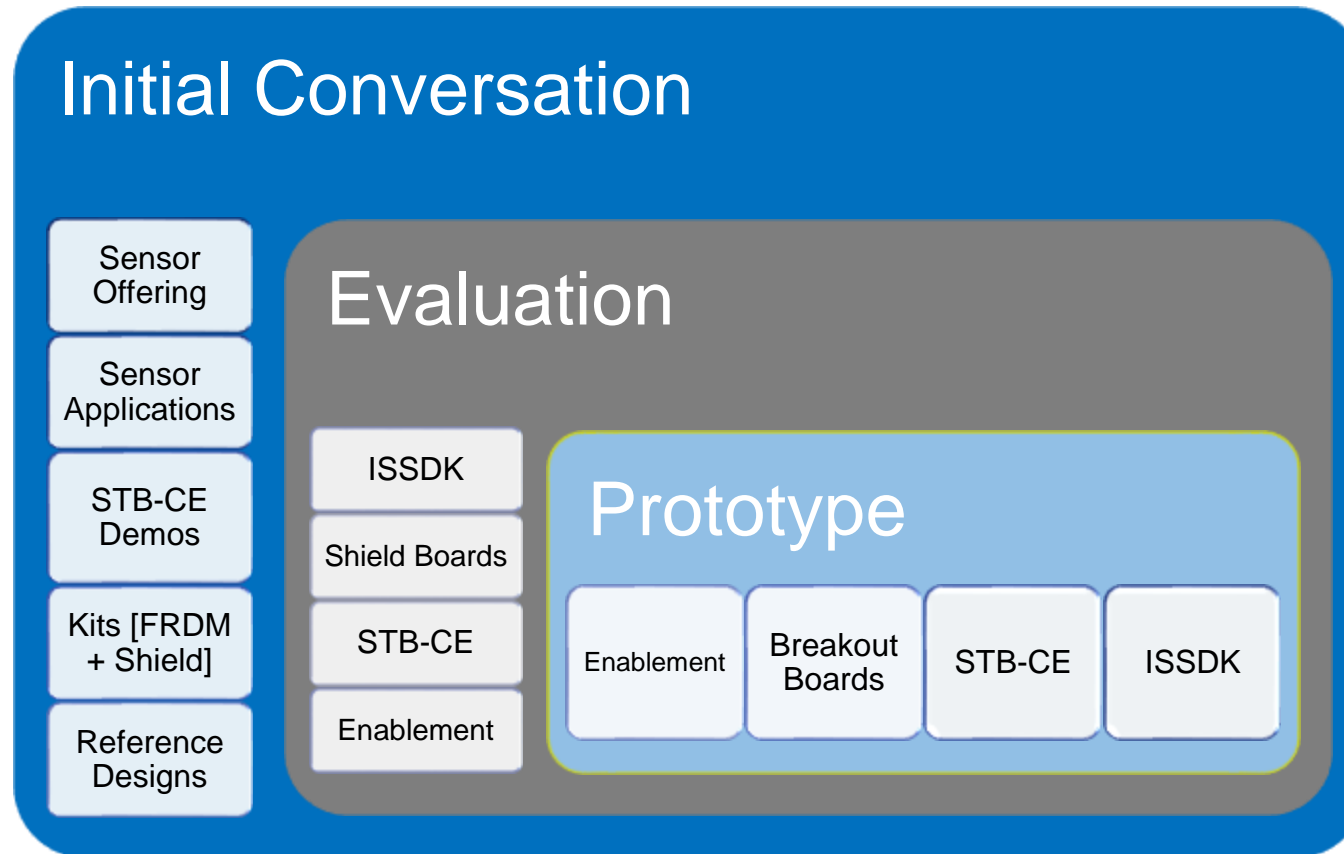 Initial Conversation
Sensor
Offering
Sensor
Applications
STB-CE
Demos
Kits [FRDM
+ Shield]
Reference
Designs
Evaluation
ISSDK
Shield Boards
STB-CE
Enablement
Prototype
Enablement
Breakout
Boards
STB-CE
ISSDK